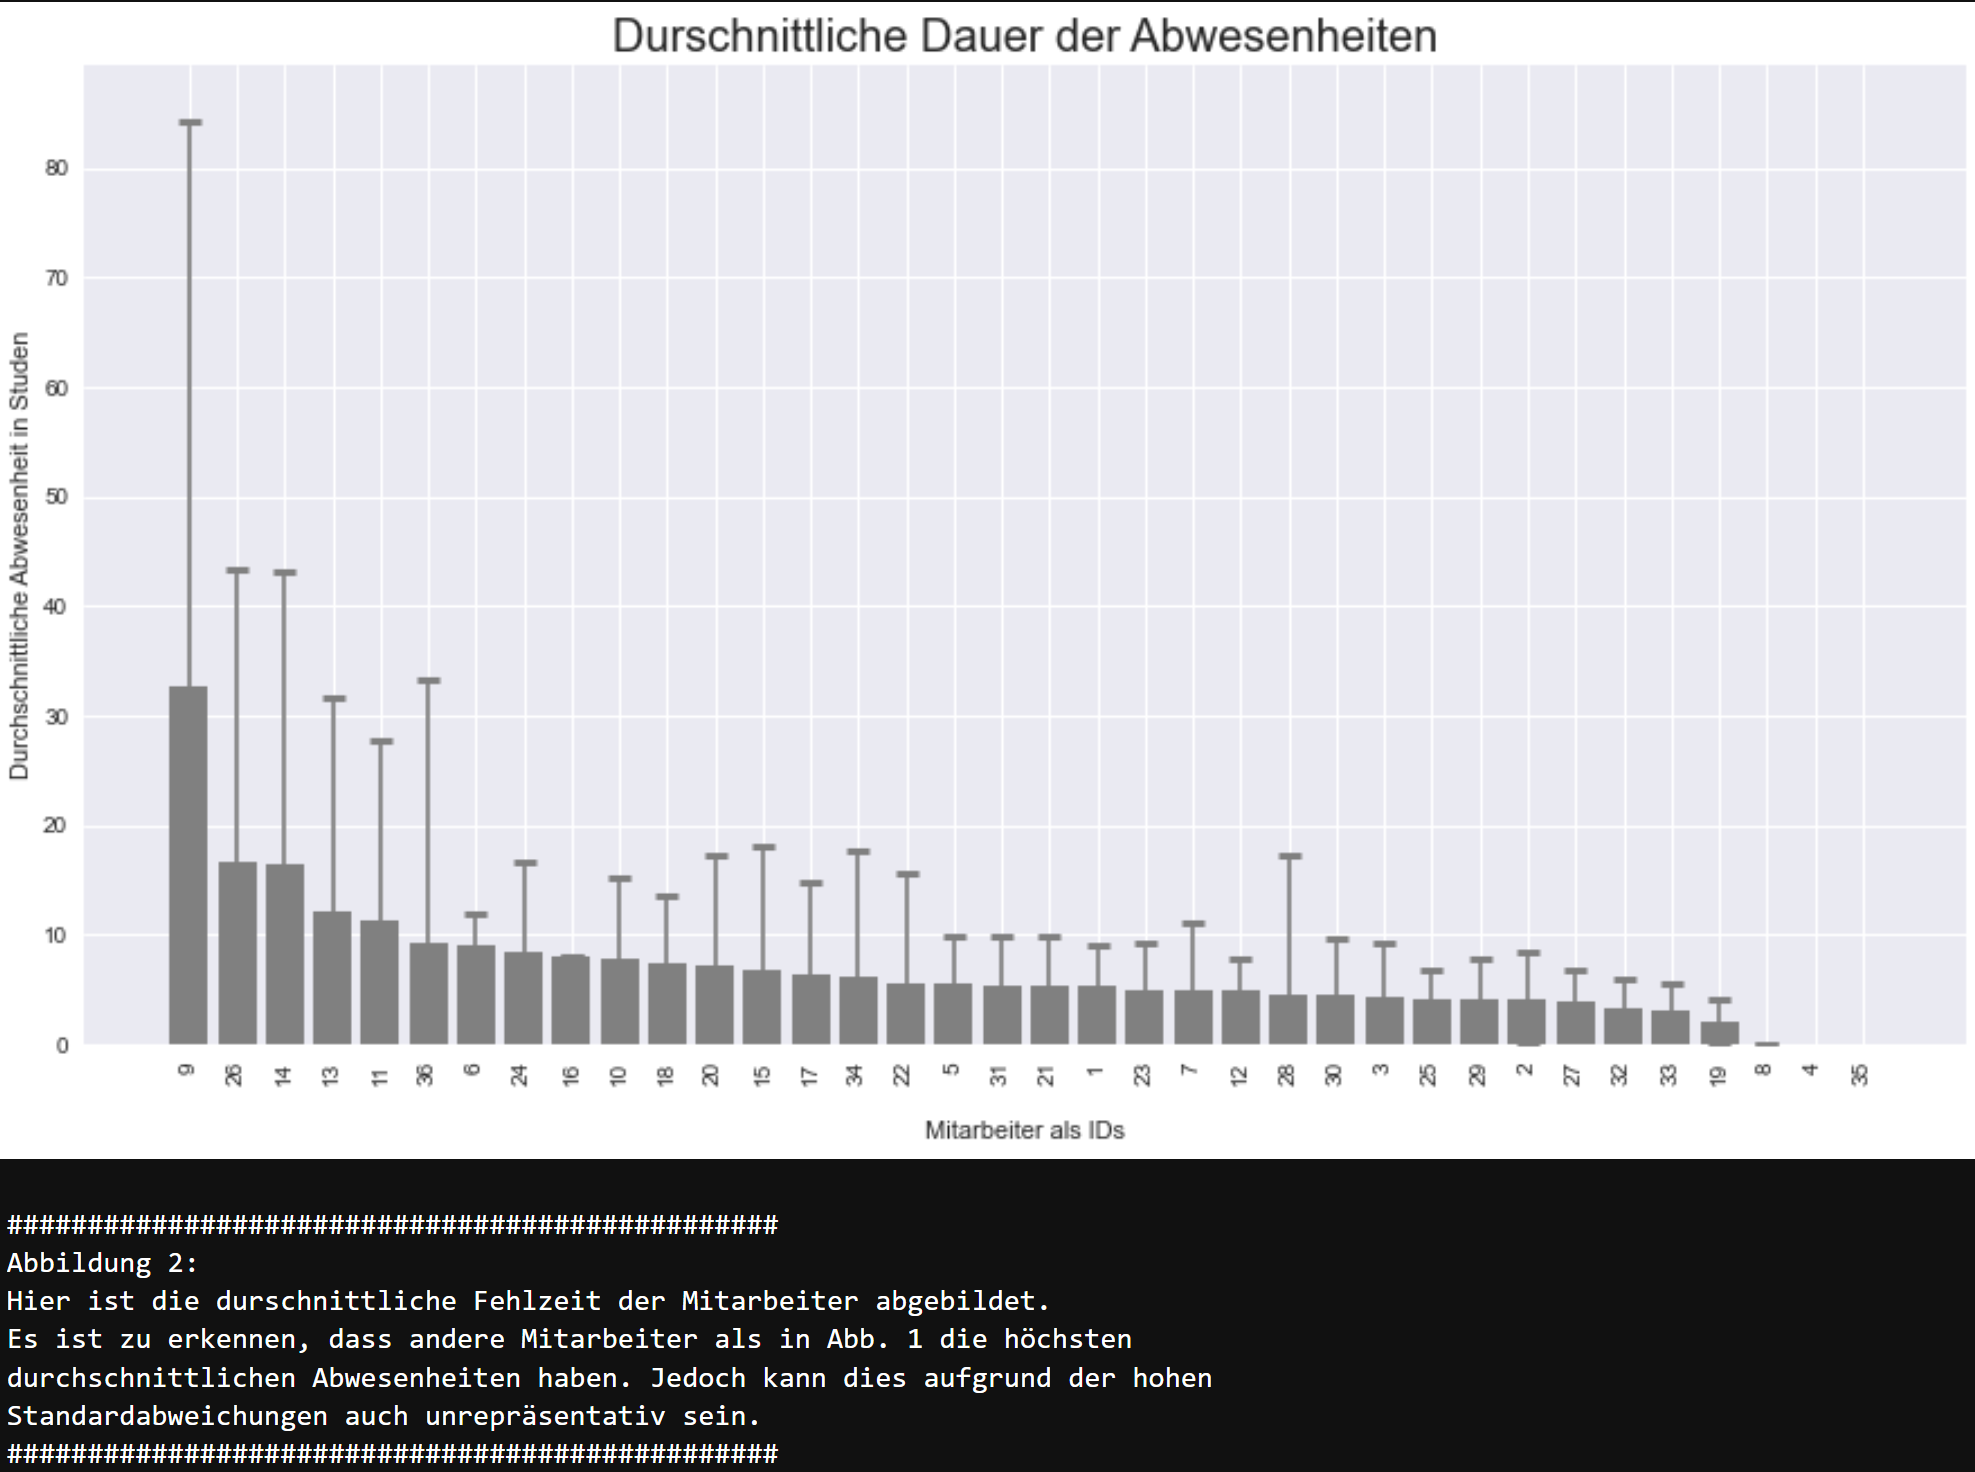 Durschnittliche Dauer der Abwesenheiten
Durchschnittliche Abwesenheit in Studen
80
70
60
50
40
30
20
10
0
9 26 14 13 11 36 6 24 16 10 18 20 15 17 34 22 5 31 21 1 23 7 12 28 30 3 25 29 2 27 32 33 19 8 4 35
Mitarbeiter als IDs
################################################
Abbildung 2:
Hier ist die durschnittliche Fehlzeit der Mitarbeiter abgebildet.
Es ist zu erkennen, dass andere Mitarbeiter als in Abb. 1 die höchsten
durchschnittlichen Abwesenheiten haben. Jedoch kann dies aufgrund der hohen
Standardabweichungen auch unrepräsentativ sein.
################################################